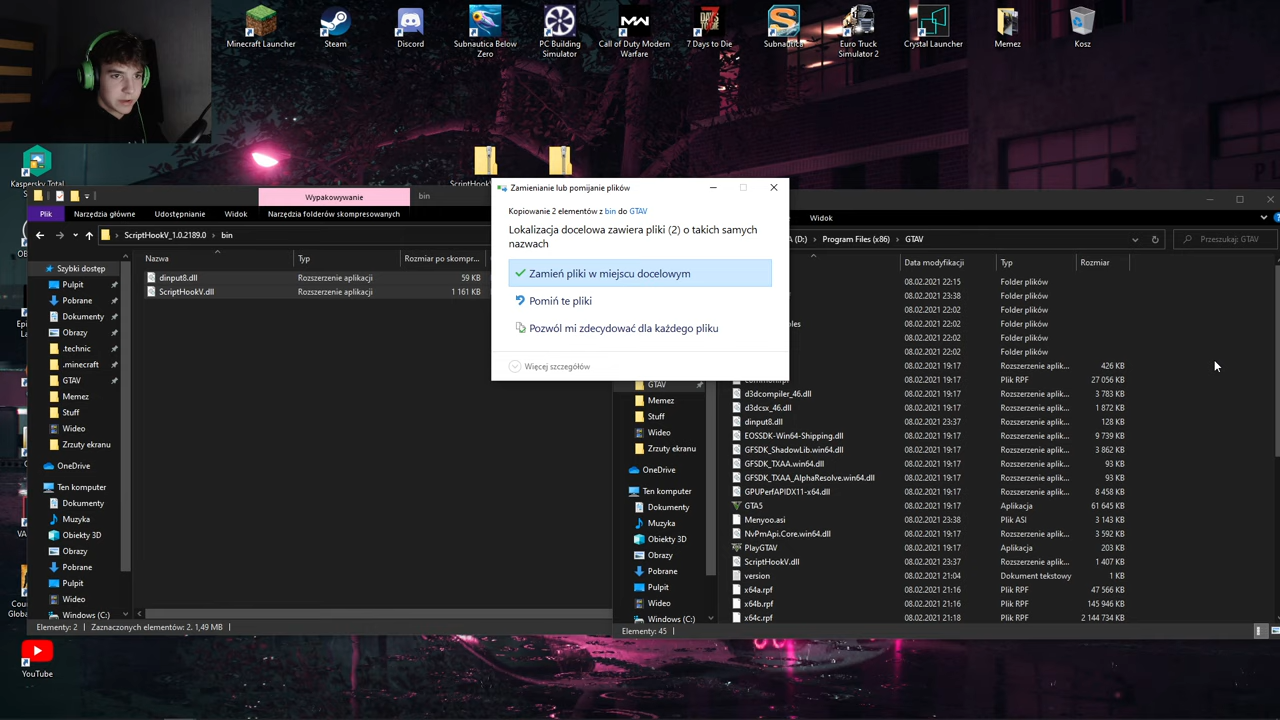 Minecraft Launcher
Steam
Discord
Subnautica Below Zero
PC Building Simulator
Call of Duty Modern Warfare
7 Days to Die
Subnautica
Euro Truck Simulator 2
Crystal Launcher
Memez
Kosz
Kaspersky Total
YouTube
Wypakowywanie
bin
Plik
Narzędzia główne
Udostępnianie
Widok
Narzędzia folderów skompresowanych
ScriptHookV_1.0.2189.0 › bin
Nazwa
Typ
Rozmiar po skompr...
dinput8.dll
Rozszerzenie aplikacji
59 KB
ScriptHookV.dll
Rozszerzenie aplikacji
1 161 KB
Szybki dostęp
Pulpit
Pobrane
Dokumenty
Obrazy
.technic
.minecraft
GTAV
Memez
Stuff
Wideo
Zrzuty ekranu
OneDrive
Ten komputer
Dokumenty
Muzyka
Obiekty 3D
Obrazy
Pobrane
Pulpit
Wideo
Windows (C:)
Elementy: 2
Zaznaczonych elementów: 2. 1,49 MB
Zamienianie lub pomijanie plików
Kopiowanie 2 elementów z bin do GTAV
Lokalizacja docelowa zawiera pliki (2) o takich samych
nazwach
Zamień pliki w miejscu docelowym
Pomiń te pliki
Pozwól mi zdecydować dla każdego pliku
Więcej szczegółów
Widok
(D:) › Program Files (x86) › GTAV
Przeszukaj: GTAV
Data modyfikacji
Typ
Rozmiar
08.02.2021 22:15 Folder plików
08.02.2021 23:38 Folder plików
08.02.2021 22:02 Folder plików
08.02.2021 22:02 Folder plików
08.02.2021 22:02 Folder plików
08.02.2021 22:02 Folder plików
08.02.2021 19:17 Rozszerzenie aplik... 426 KB
08.02.2021 19:17 Plik RPF 27 056 KB
d3dcompiler_46.dll 08.02.2021 19:17 Rozszerzenie aplik... 3 783 KB
d3dcsx_46.dll 08.02.2021 19:17 Rozszerzenie aplik... 1 872 KB
dinput8.dll 08.02.2021 23:37 Rozszerzenie aplik... 128 KB
EOSSDK-Win64-Shipping.dll 08.02.2021 19:17 Rozszerzenie aplik... 9 739 KB
GFSDK_ShadowLib.win64.dll 08.02.2021 19:17 Rozszerzenie aplik... 3 862 KB
GFSDK_TXAA.win64.dll 08.02.2021 19:17 Rozszerzenie aplik... 93 KB
GFSDK_TXAA_AlphaResolve.win64.dll 08.02.2021 19:17 Rozszerzenie aplik... 93 KB
GPUPerfAPIDX11-x64.dll 08.02.2021 19:17 Rozszerzenie aplik... 8 458 KB
GTA5 08.02.2021 19:17 Aplikacja 61 645 KB
Menyoo.asi 08.02.2021 23:38 Plik ASI 3 143 KB
NvPmApi.Core.win64.dll 08.02.2021 19:17 Rozszerzenie aplik... 3 592 KB
PlayGTAV 08.02.2021 19:17 Aplikacja 203 KB
ScriptHookV.dll 08.02.2021 23:37 Rozszerzenie aplik... 1 407 KB
version 08.02.2021 21:04 Dokument tekstowy 1 KB
x64a.rpf 08.02.2021 21:16 Plik RPF 47 566 KB
x64b.rpf 08.02.2021 21:16 Plik RPF 145 946 KB
x64c.rpf 08.02.2021 21:18 Plik RPF 2 144 734 KB
GTAV
Memez
Stuff
Wideo
Zrzuty ekranu
OneDrive
Ten komputer
Dokumenty
Muzyka
Obiekty 3D
Obrazy
Pobrane
Pulpit
Wideo
Windows (C:)
Elementy: 45